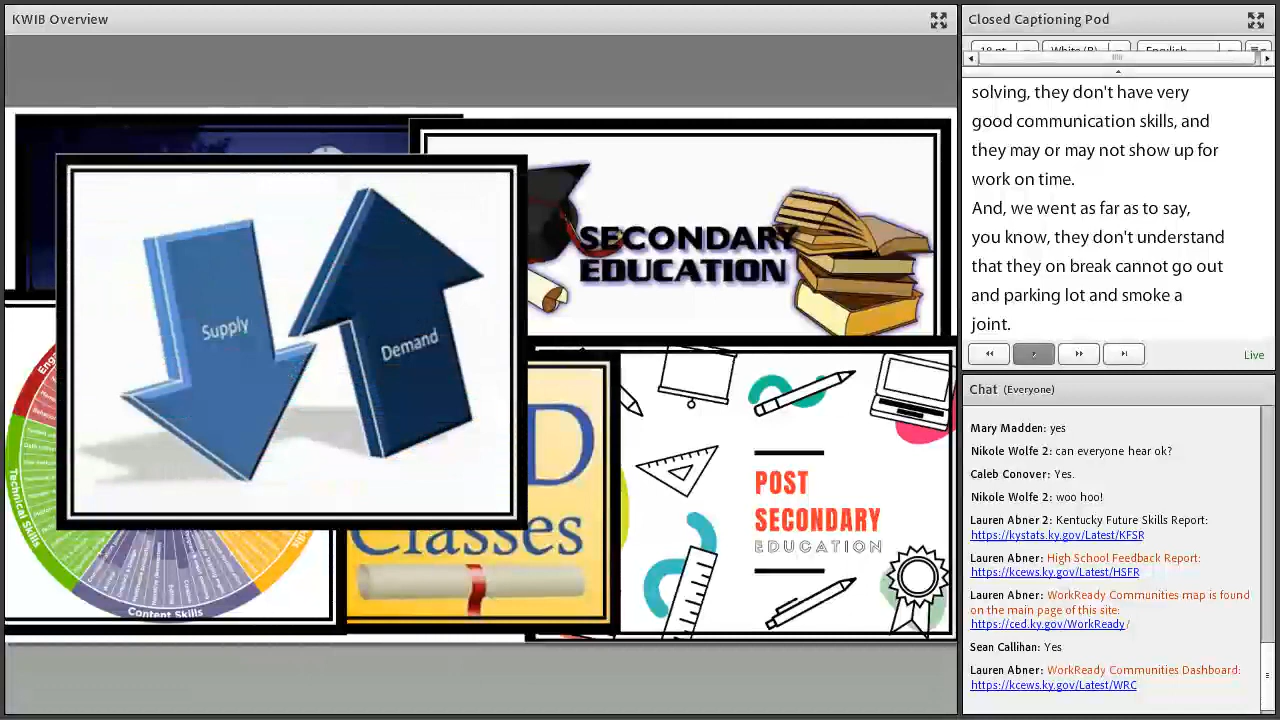 KWIB Overview
Supply
Demand
SECONDARY
EDUCATION
Technical Skills
Content Skills
D
Classes
POST
SECONDARY
EDUCATION
Closed Captioning Pod
English
solving, they don't have very
good communication skills, and
they may or may not show up for
work on time.
And, we went as far as to say,
you know, they don't understand
that they on break cannot go out
and parking lot and smoke a
joint.
Live
Chat (Everyone)
Mary Madden: yes
Nikole Wolfe 2: can everyone hear ok?
Caleb Conover: Yes.
Nikole Wolfe 2: woo hoo!
Lauren Abner 2: Kentucky Future Skills Report:
https://kystats.ky.gov/Latest/KFSR
Lauren Abner: High School Feedback Report:
https://kcews.ky.gov/Latest/HSFR
Lauren Abner: WorkReady Communities map is found
on the main page of this site:
https://ced.ky.gov/WorkReady/
Sean Callihan: Yes
Lauren Abner: WorkReady Communities Dashboard:
https://kcews.ky.gov/Latest/WRC